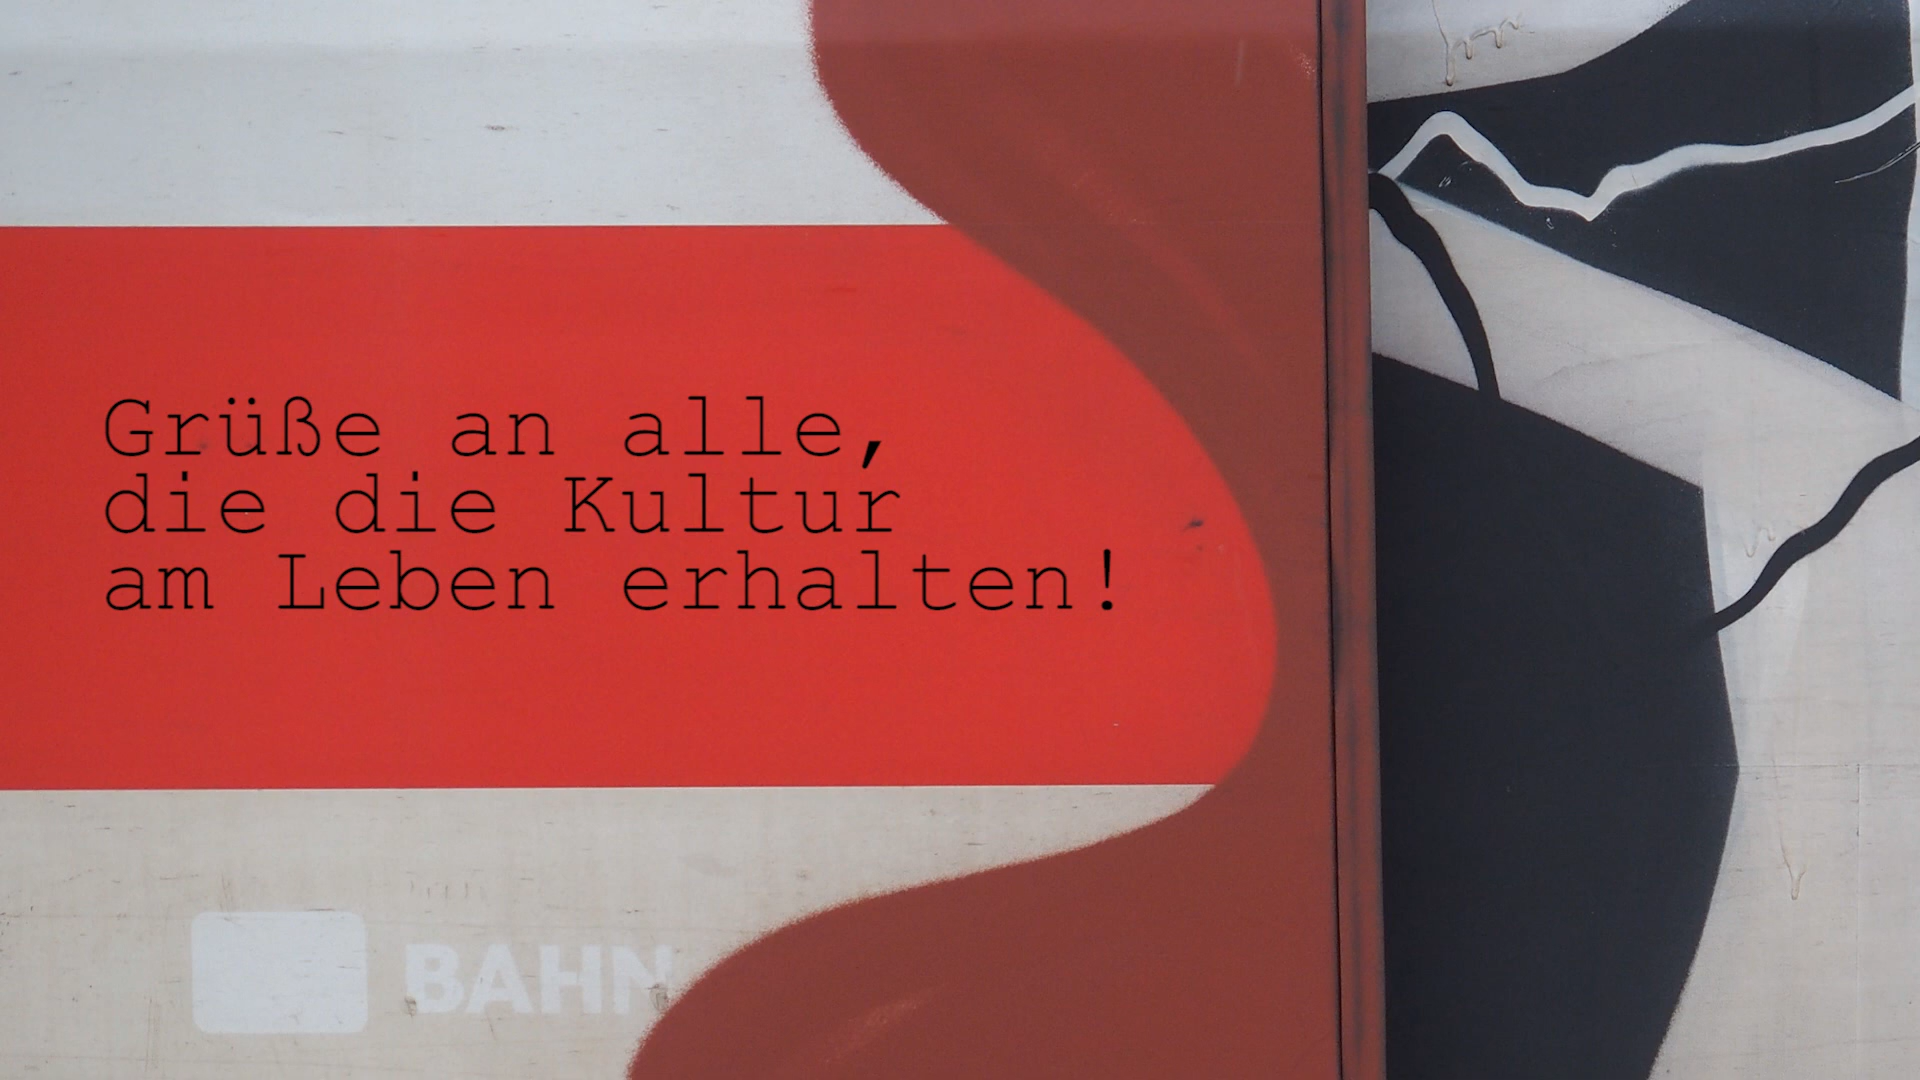 Grüße an alle,
die die Kultur
am Leben erhalten!
BAHN